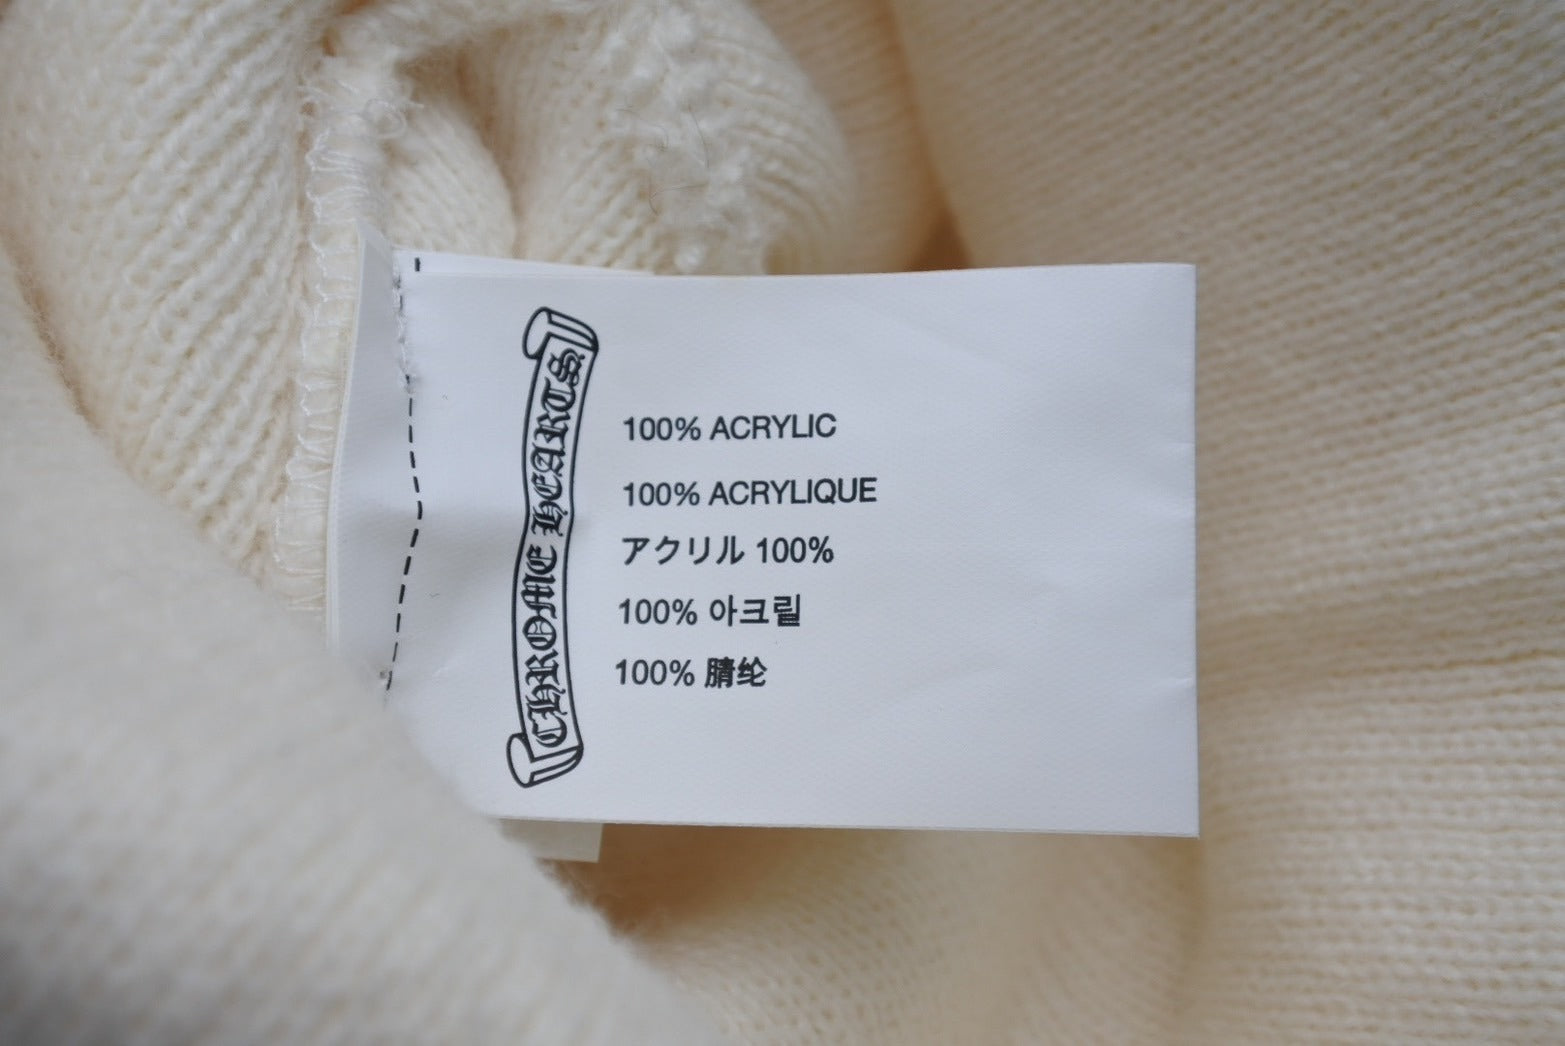 CHROME HEARTS
100% ACRYLIC
100% ACRYLIQUE
アクリル 100%
100% 아크릴
100% 腈纶